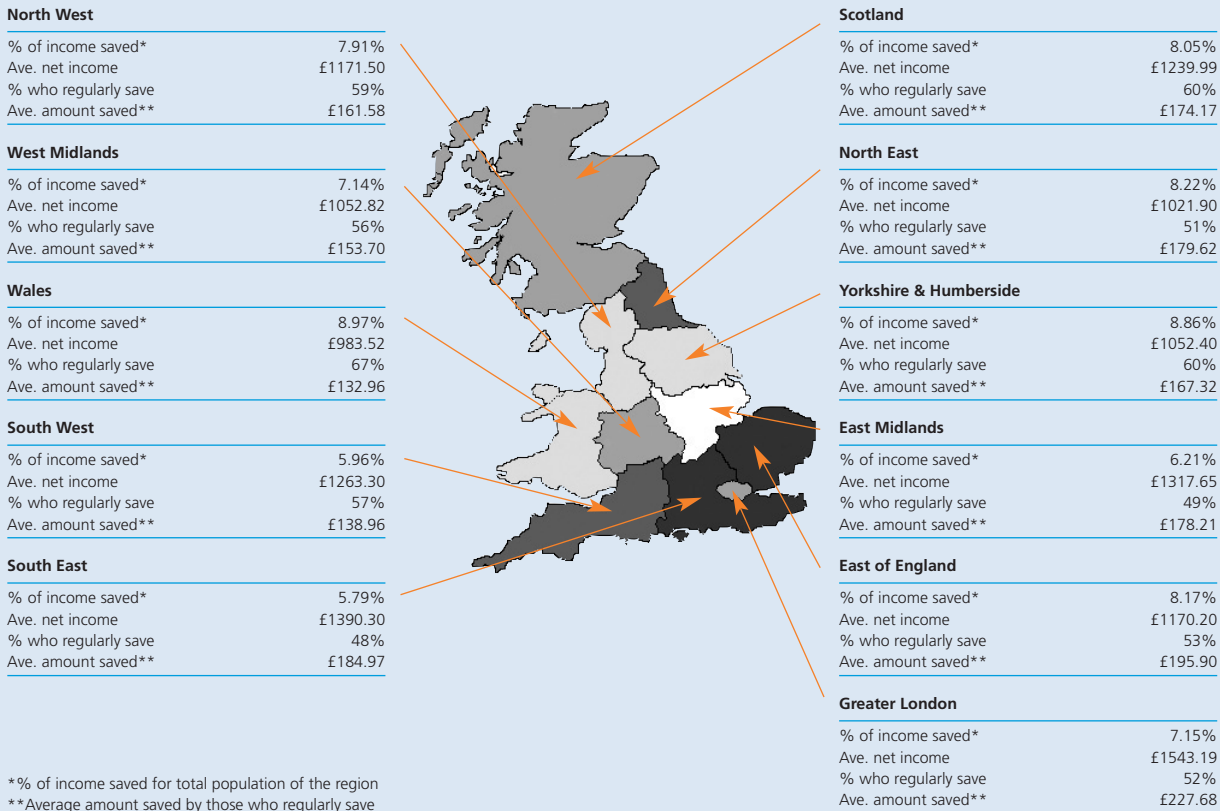 North West
% of income saved* 7.91%
Ave. net income £1171.50
% who regularly save 59%
Ave. amount saved** £161.58
West Midlands
% of income saved* 7.14%
Ave. net income £1052.82
% who regularly save 56%
Ave. amount saved** £153.70
Wales
% of income saved* 8.97%
Ave. net income £983.52
% who regularly save 67%
Ave. amount saved** £132.96
South West
% of income saved* 5.96%
Ave. net income £1263.30
% who regularly save 57%
Ave. amount saved** £138.96
South East
% of income saved* 5.79%
Ave. net income £1390.30
% who regularly save 48%
Ave. amount saved** £184.97
*% of income saved for total population of the region
**Average amount saved by those who regularly save
Scotland
% of income saved* 8.05%
Ave. net income £1239.99
% who regularly save 60%
Ave. amount saved** £174.17
North East
% of income saved* 8.22%
Ave. net income £1021.90
% who regularly save 51%
Ave. amount saved** £179.62
Yorkshire & Humberside
% of income saved* 8.86%
Ave. net income £1052.40
% who regularly save 60%
Ave. amount saved** £167.32
East Midlands
% of income saved* 6.21%
Ave. net income £1317.65
% who regularly save 49%
Ave. amount saved** £178.21
East of England
% of income saved* 8.17%
Ave. net income £1170.20
% who regularly save 53%
Ave. amount saved** £195.90
Greater London
% of income saved* 7.15%
Ave. net income £1543.19
% who regularly save 52%
Ave. amount saved** £227.68